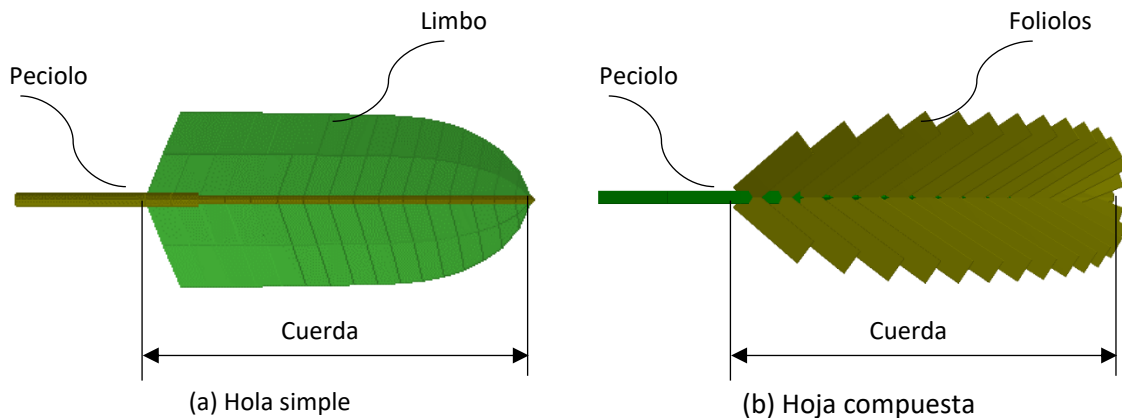 Limbo
Peciolo
Cuerda
(a) Hola simple
Foliolos
Peciolo
Cuerda
(b) Hoja compuesta